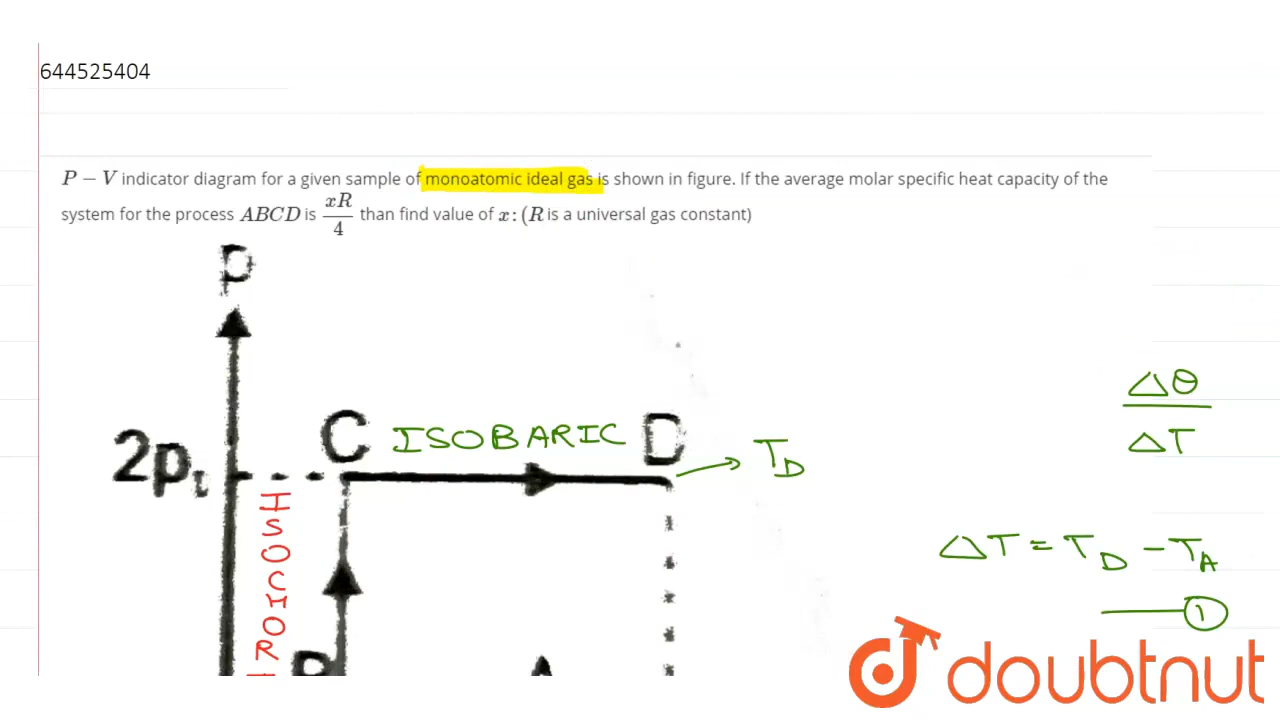 644525404
P − V indicator diagram for a given sample of monoatomic ideal gas is shown in figure. If the average molar specific heat capacity of the
system for the process ABCD is xR/4 than find value of x : (R is a universal gas constant)
P
ΔQ
ΔT
C ISOBARIC D
T_D
2p_t
ISOCHOR
ΔT = T_D − T_A
1
B
A
doubtnut